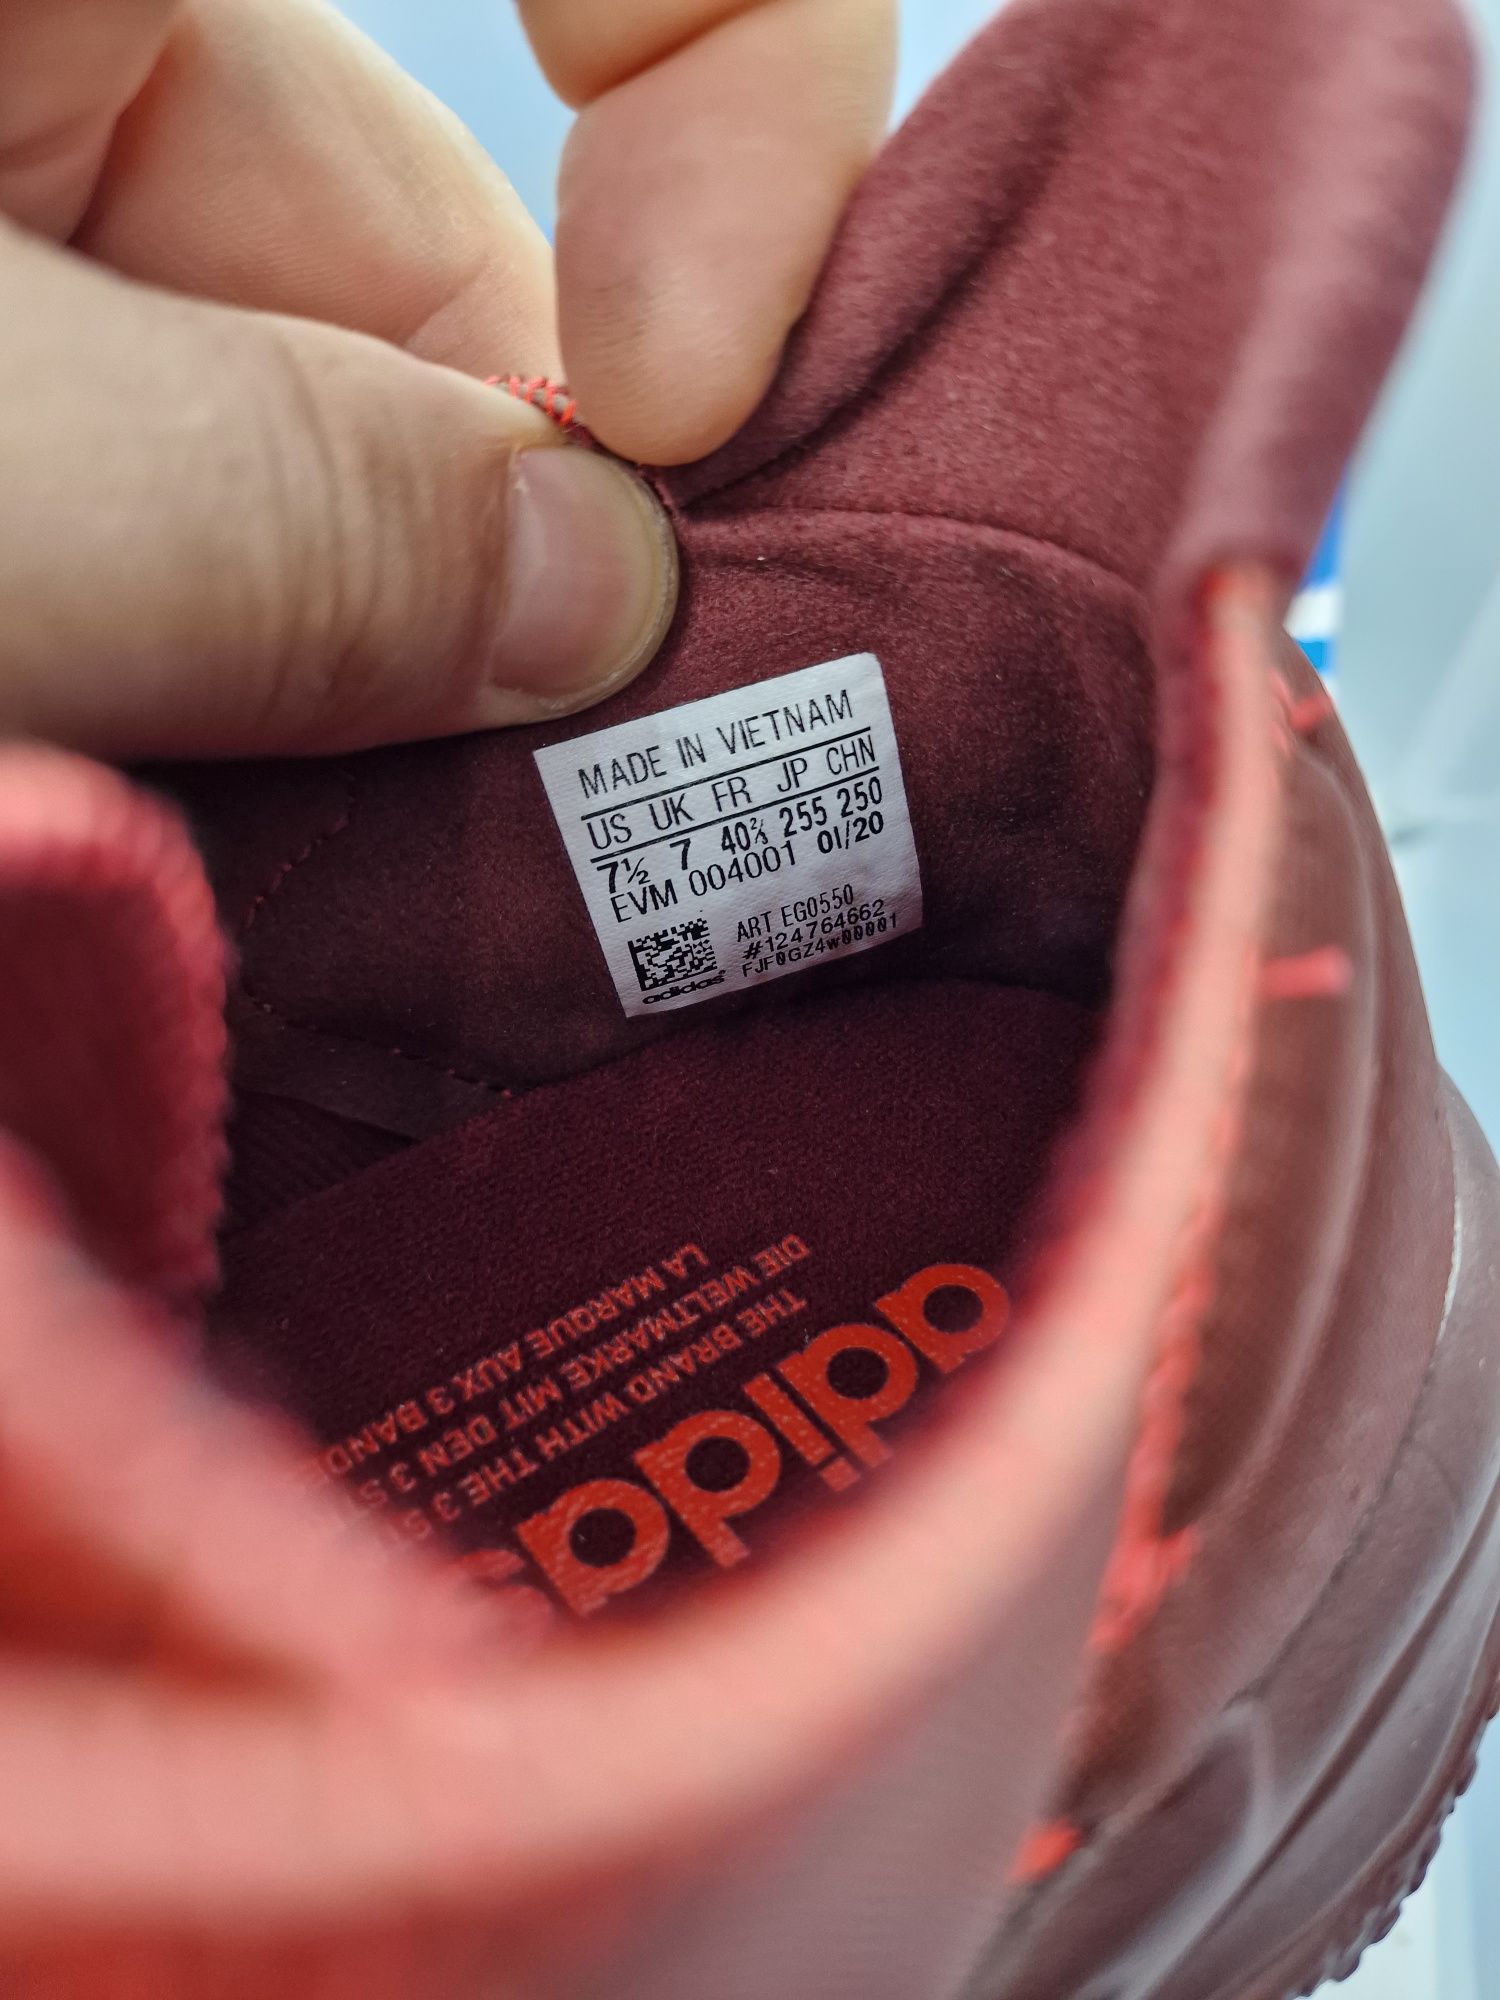 MADE IN VIETNAM
US UK FR JP CHN
7½ 7 40⅔ 255 250
EVM 004001 01/20
ART EG0550
#124764662
FJF0GZ4W00001
adidas
adidas
THE BRAND WITH THE 3
DIE WELTMARKE MIT DEN 3
LA MARQUE AUX 3